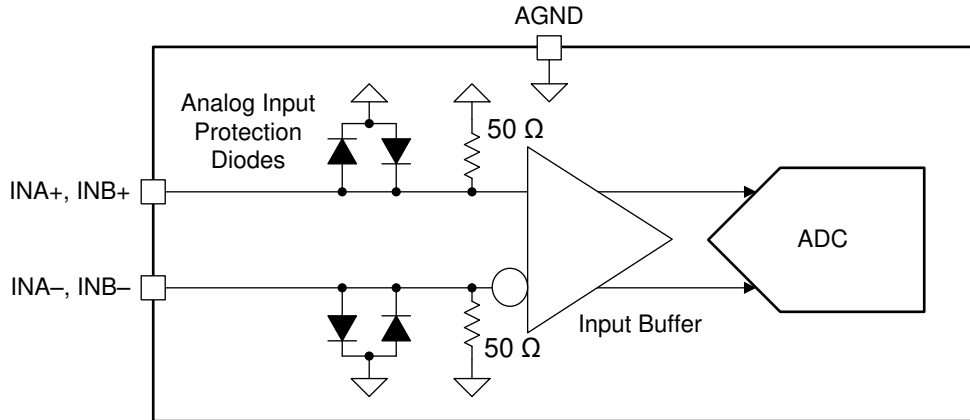 AGND
Analog Input
Protection
Diodes
50 Ω
INA+, INB+
ADC
INA–, INB–
Input Buffer
50 Ω